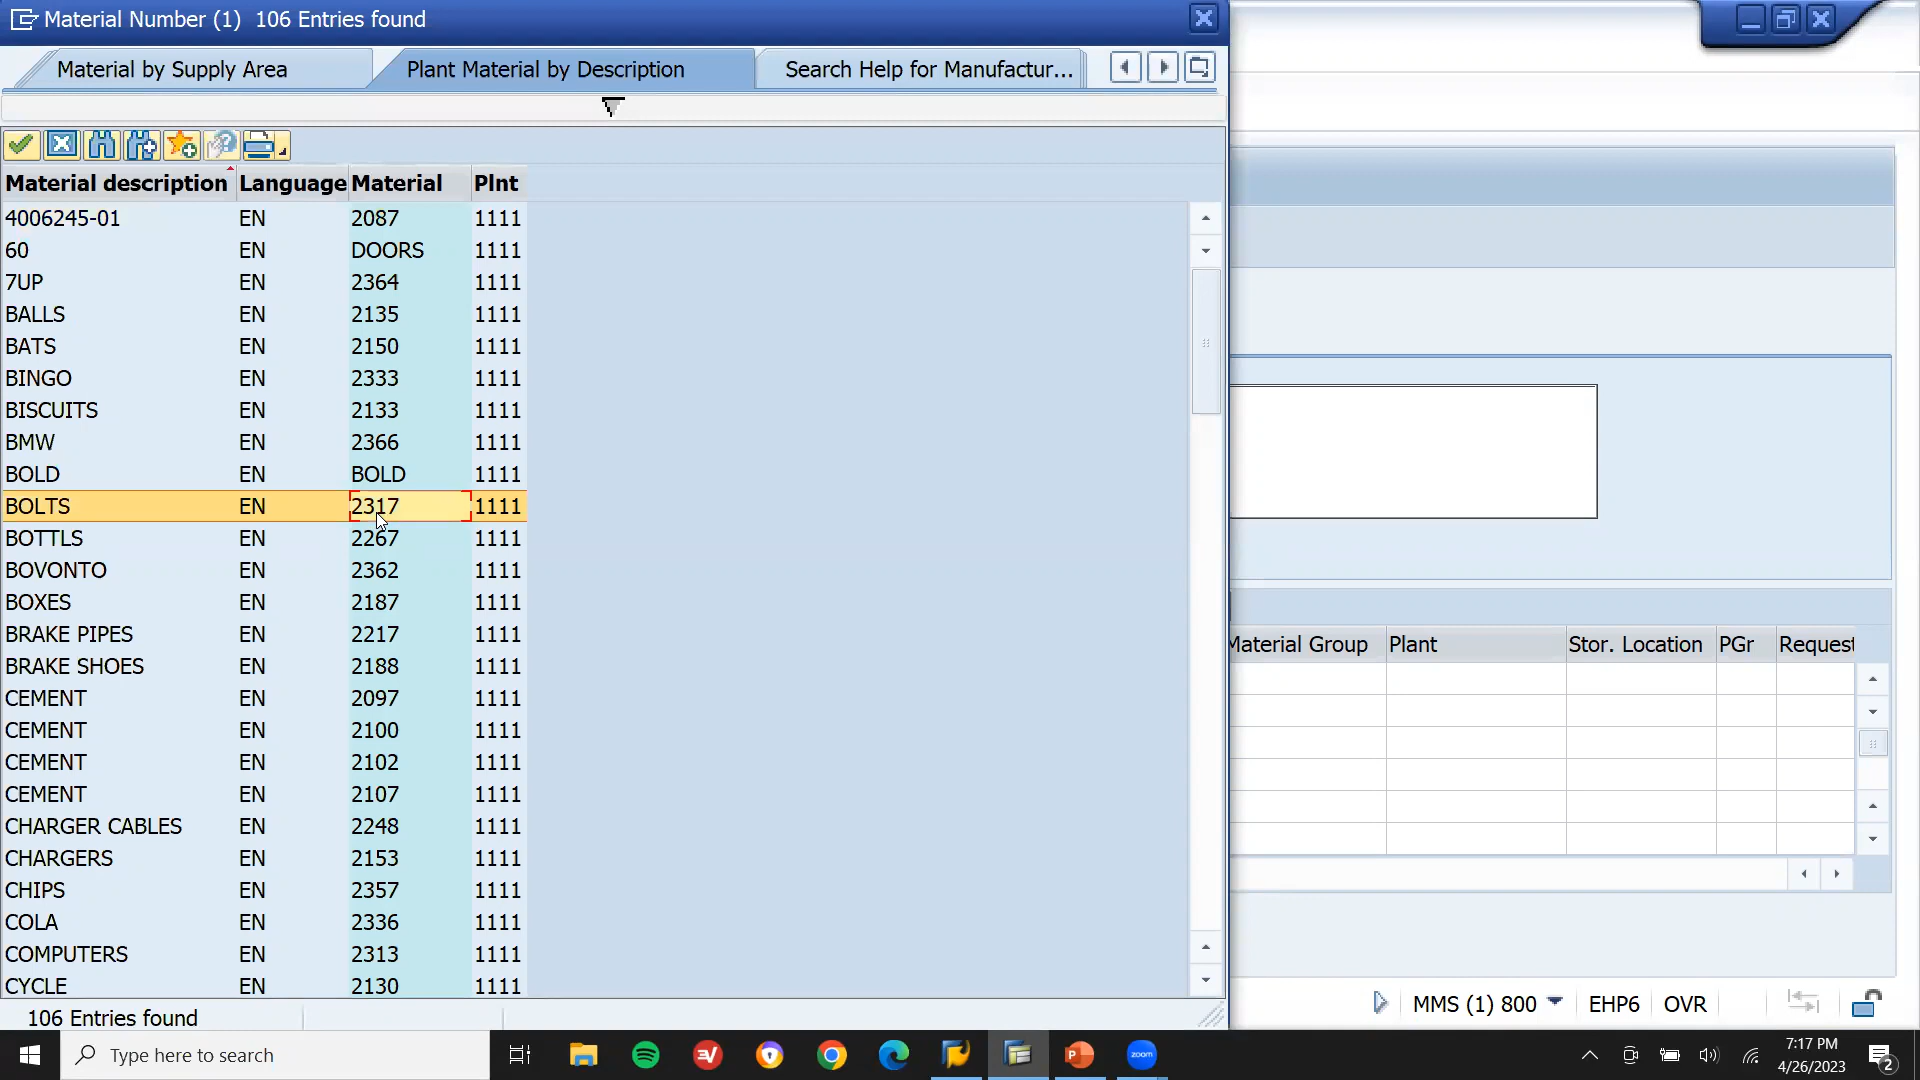 Material Number (1)  106 Entries found
Material by Supply Area
Plant Material by Description
Search Help for Manufactur...
Material description Language Material Plnt
4006245-01 EN 2087 1111
60 EN DOORS 1111
7UP EN 2364 1111
BALLS EN 2135 1111
BATS EN 2150 1111
BINGO EN 2333 1111
BISCUITS EN 2133 1111
BMW EN 2366 1111
BOLD EN BOLD 1111
BOLTS EN 2317 1111
BOTTLS EN 2267 1111
BOVONTO EN 2362 1111
BOXES EN 2187 1111
BRAKE PIPES EN 2217 1111
BRAKE SHOES EN 2188 1111
CEMENT EN 2097 1111
CEMENT EN 2100 1111
CEMENT EN 2102 1111
CEMENT EN 2107 1111
CHARGER CABLES EN 2248 1111
CHARGERS EN 2153 1111
CHIPS EN 2357 1111
COLA EN 2336 1111
COMPUTERS EN 2313 1111
CYCLE EN 2130 1111
106 Entries found
Material Group Plant Stor. Location PGr Request
MMS (1) 800 EHP6 OVR
Type here to search
zoom
7:17 PM
4/26/2023
2